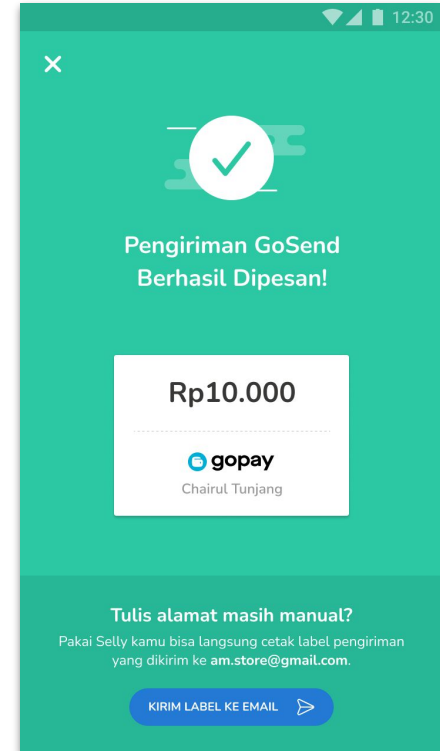 12:30
Pengiriman GoSend
Berhasil Dipesan!
Rp10.000
gopay
Chairul Tunjang
Tulis alamat masih manual?
Pakai Selly kamu bisa langsung cetak label pengiriman
yang dikirim ke am.store@gmail.com.
KIRIM LABEL KE EMAIL